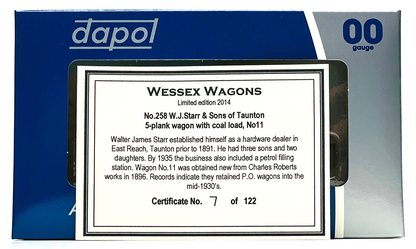 dapol
00
gauge
WESSEX WAGONS
Limited edition 2014
No.258 W.J.Starr & Sons of Taunton
5-plank wagon with coal load, No11
Walter James Starr established himself as a hardware dealer in
East Reach, Taunton prior to 1891. He had three sons and two
daughters. By 1935 the business also included a petrol filling
station. Wagon No.11 was obtained new from Charles Roberts
works in 1896. Records indicate they retained P.O. wagons into the
mid-1930's.
Certificate No. 7 of 122